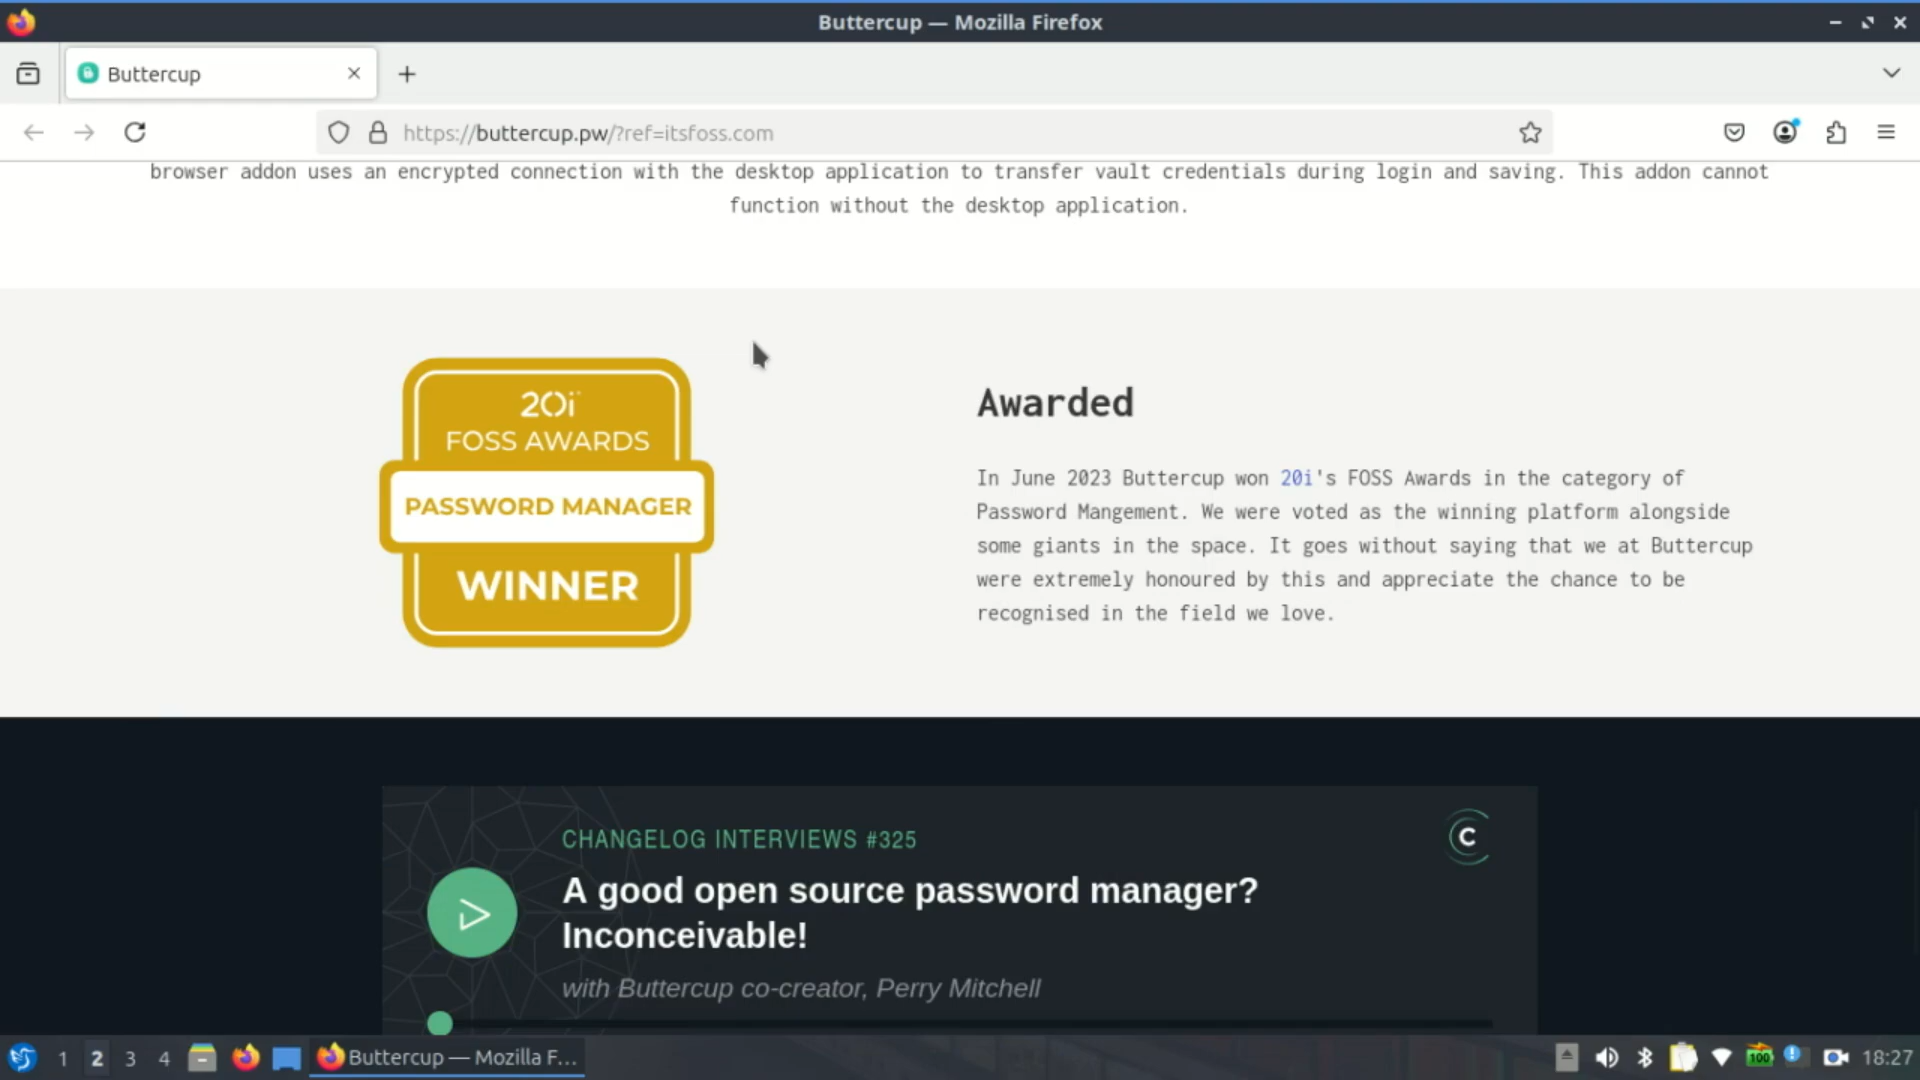 Buttercup — Mozilla Firefox
Buttercup
https://buttercup.pw/?ref=itsfoss.com
browser addon uses an encrypted connection with the desktop application to transfer vault credentials during login and saving. This addon cannot
function without the desktop application.
20i
FOSS AWARDS
PASSWORD MANAGER
WINNER
Awarded
In June 2023 Buttercup won 20i's FOSS Awards in the category of
Password Mangement. We were voted as the winning platform alongside
some giants in the space. It goes without saying that we at Buttercup
were extremely honoured by this and appreciate the chance to be
recognised in the field we love.
CHANGELOG INTERVIEWS #325
C
A good open source password manager?
Inconceivable!
with Buttercup co-creator, Perry Mitchell
1 2 3 4 Buttercup — Mozilla F... 100 18:27